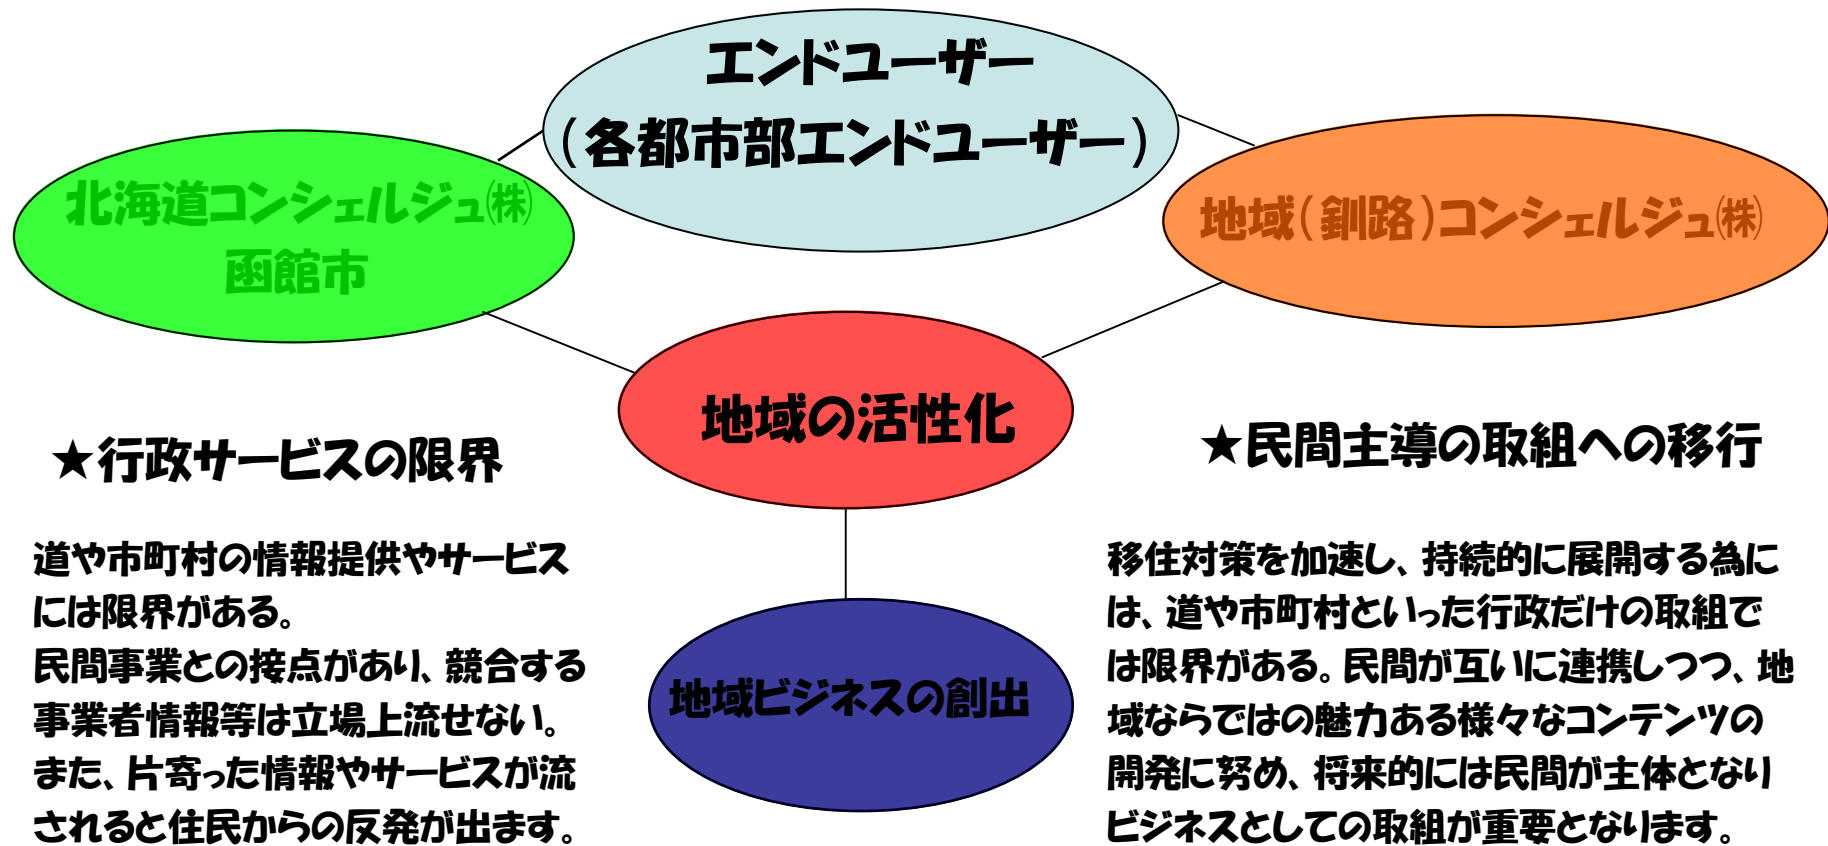 エンドユーザー
(各都市部エンドユーザー)
北海道コンシェルジュ㈱
函館市
地域(釧路)コンシェルジュ㈱
地域の活性化
★行政サービスの限界
道や市町村の情報提供やサービス
には限界がある。
民間事業との接点があり、競合する
事業者情報等は立場上流せない。
また、片寄った情報やサービスが流
されると住民からの反発が出ます。
地域ビジネスの創出
★民間主導の取組への移行
移住対策を加速し、持続的に展開する為に
は、道や市町村といった行政だけの取組で
は限界がある。民間が互いに連携しつつ、地
域ならではの魅力ある様々なコンテンツの
開発に努め、将来的には民間が主体となり
ビジネスとしての取組が重要となります。